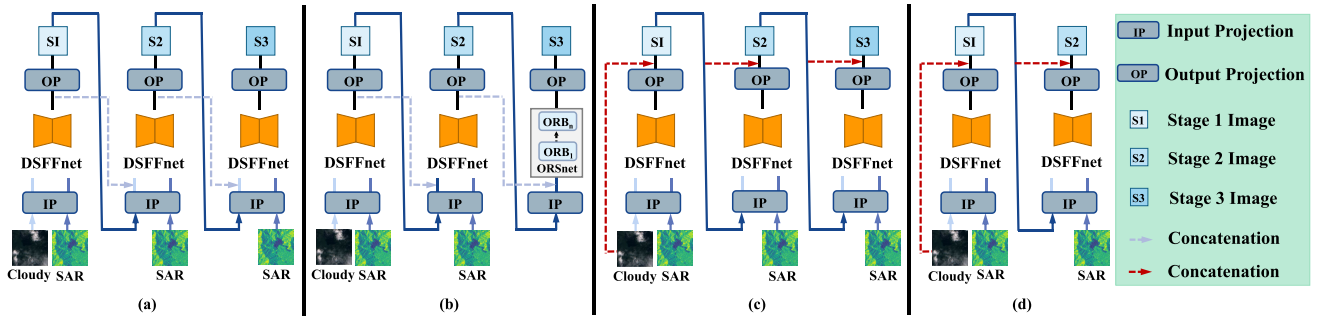 SI S2 S3
OP OP OP
DSFFnet DSFFnet DSFFnet
IP IP IP
Cloudy SAR SAR SAR
(a)
SI S2 S3
OP OP OP
ORBn
ORB1
ORSnet
DSFFnet DSFFnet
IP IP IP
Cloudy SAR SAR
(b)
SI S2 S3
OP OP OP
DSFFnet DSFFnet DSFFnet
IP IP IP
Cloudy SAR SAR SAR
(c)
SI S2
OP OP
DSFFnet DSFFnet
IP IP
Cloudy SAR SAR
(d)
IP Input Projection
OP Output Projection
S1 Stage 1 Image
S2 Stage 2 Image
S3 Stage 3 Image
Concatenation
Concatenation